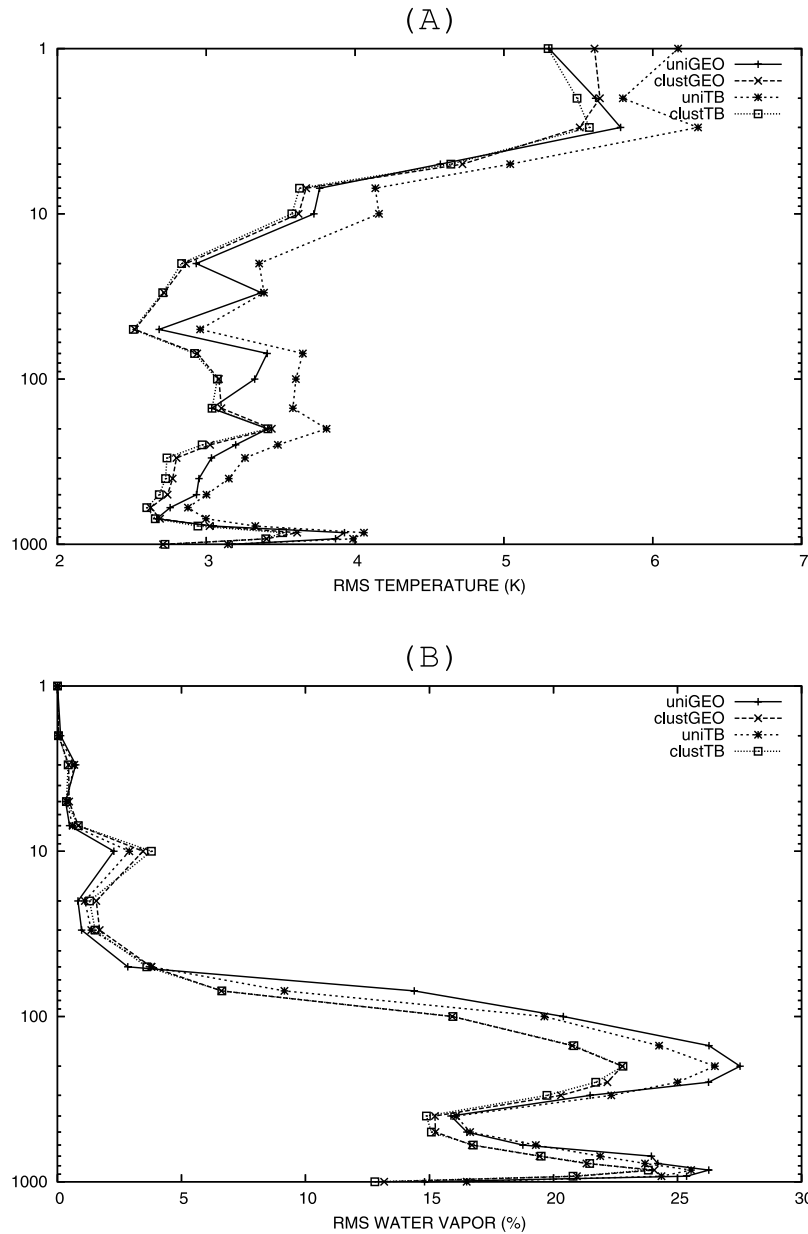 (A)
1
10
100
1000
uniGEO
clustGEO
uniTB
clustTB
2
3
4
5
6
7
RMS TEMPERATURE (K)
(B)
1
10
100
1000
uniGEO
clustGEO
uniTB
clustTB
0
5
10
15
20
25
30
RMS WATER VAPOR (%)